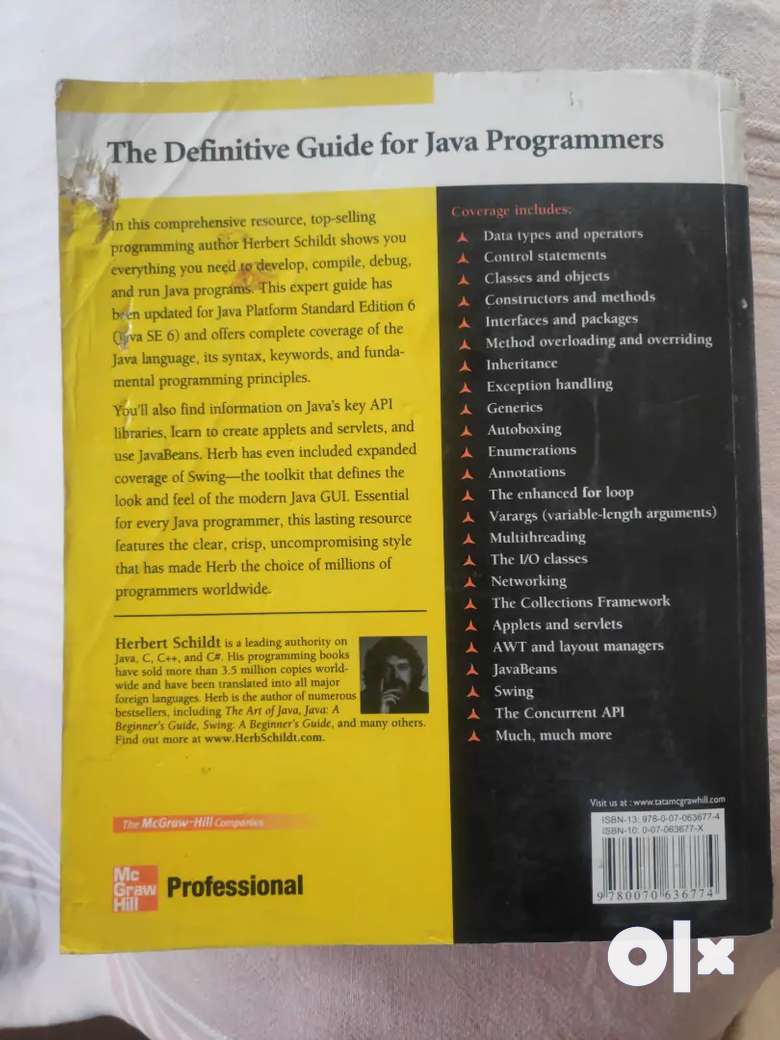 The Definitive Guide for Java Programmers
In this comprehensive resource, top-selling
programming author Herbert Schildt shows you
everything you need to develop, compile, debug,
and run Java programs. This expert guide has
been updated for Java Platform Standard Edition 6
(Java SE 6) and offers complete coverage of the
Java language, its syntax, keywords, and funda-
mental programming principles.
You'll also find information on Java's key API
libraries, learn to create applets and servlets, and
use JavaBeans. Herb has even included expanded
coverage of Swing—the toolkit that defines the
look and feel of the modern Java GUI. Essential
for every Java programmer, this lasting resource
features the clear, crisp, uncompromising style
that has made Herb the choice of millions of
programmers worldwide.
Herbert Schildt is a leading authority on
Java, C, C++, and C#. His programming books
have sold more than 3.5 million copies world-
wide and have been translated into all major
foreign languages. Herb is the author of numerous
bestsellers, including The Art of Java, Java: A
Beginner's Guide, Swing: A Beginner's Guide, and many others.
Find out more at www.HerbSchildt.com.
The McGraw-Hill Companies
Mc
Graw
Hill
Professional
Coverage includes:
Data types and operators
Control statements
Classes and objects
Constructors and methods
Interfaces and packages
Method overloading and overriding
Inheritance
Exception handling
Generics
Autoboxing
Enumerations
Annotations
The enhanced for loop
Varargs (variable-length arguments)
Multithreading
The I/O classes
Networking
The Collections Framework
Applets and servlets
AWT and layout managers
JavaBeans
Swing
The Concurrent API
Much, much more
Visit us at : www.tatamcgrawhill.com
ISBN-13: 978-0-07-063677-4
ISBN-10: 0-07-063677-X
9 780070 636774
olx